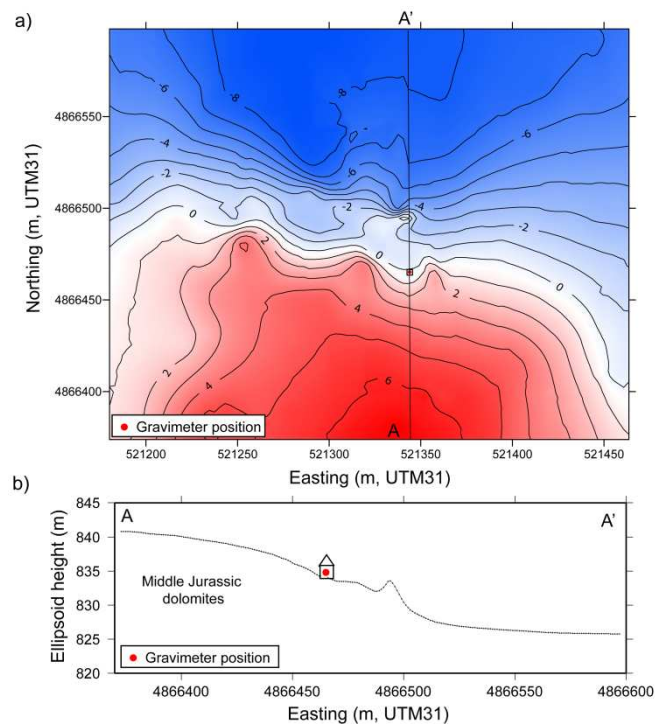 a)
A'
4866550
4866500
4866450
4866400
Northing (m, UTM31)
-6
-8
-8
-6
-4
-6
-4
-2
-2
0
2
0
0
2
2
4
4
6
A
Gravimeter position
521200
521250
521300
521350
521400
521450
Easting (m, UTM31)
b)
845
840
835
830
825
820
Ellipsoid height (m)
A
A'
Middle Jurassic
dolomites
Gravimeter position
4866400
4866450
4866500
4866550
4866600
Easting (m, UTM31)